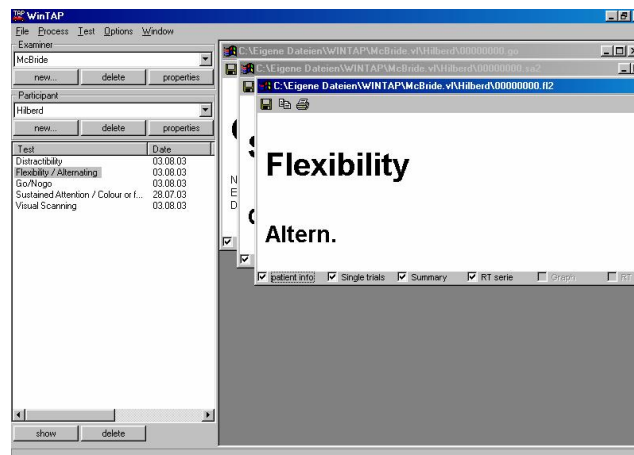 WinTAP
File Process Test Options Window
Examiner
McBride
new... delete properties
Participant
Hilberd
new... delete properties
Test Date
Distractibility 03.08.03
Flexibility / Alternating 03.08.03
Go/Nogo 03.08.03
Sustained Attention / Colour or f... 28.07.03
Visual Scanning 03.08.03
show delete
C:\Eigene Dateien\WINTAP\McBride.vl\Hilberd\00000000.go
C:\Eigene Dateien\WINTAP\McBride.vl\Hilberd\00000000.sa2
C:\Eigene Dateien\WINTAP\McBride.vl\Hilberd\00000000.fl2
N
E
D
Flexibility
Altern.
patient info Single trials Summary RT serie Graph RT